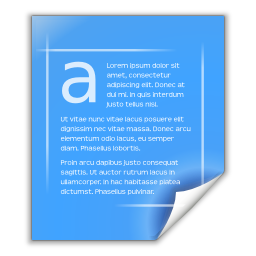 a
Lorem ipsum dolor sit
amet, consectetur
adipiscing elit. Donec at
dui mi, in quis interdum
justo tellus nisi.
Ut vitae nunc vitae lacus posuere elit
dignissim nec vitae massa. Donec arcu
elementum odio lacus, eu semper
diam. Phasellus lobortis.
Proin arcu dapibus justo consequat
sagittis. Ut auctor rutrum lacus in
ullamcorper. In hac habitasse platea
dictumst. Phasellus pulvinar.